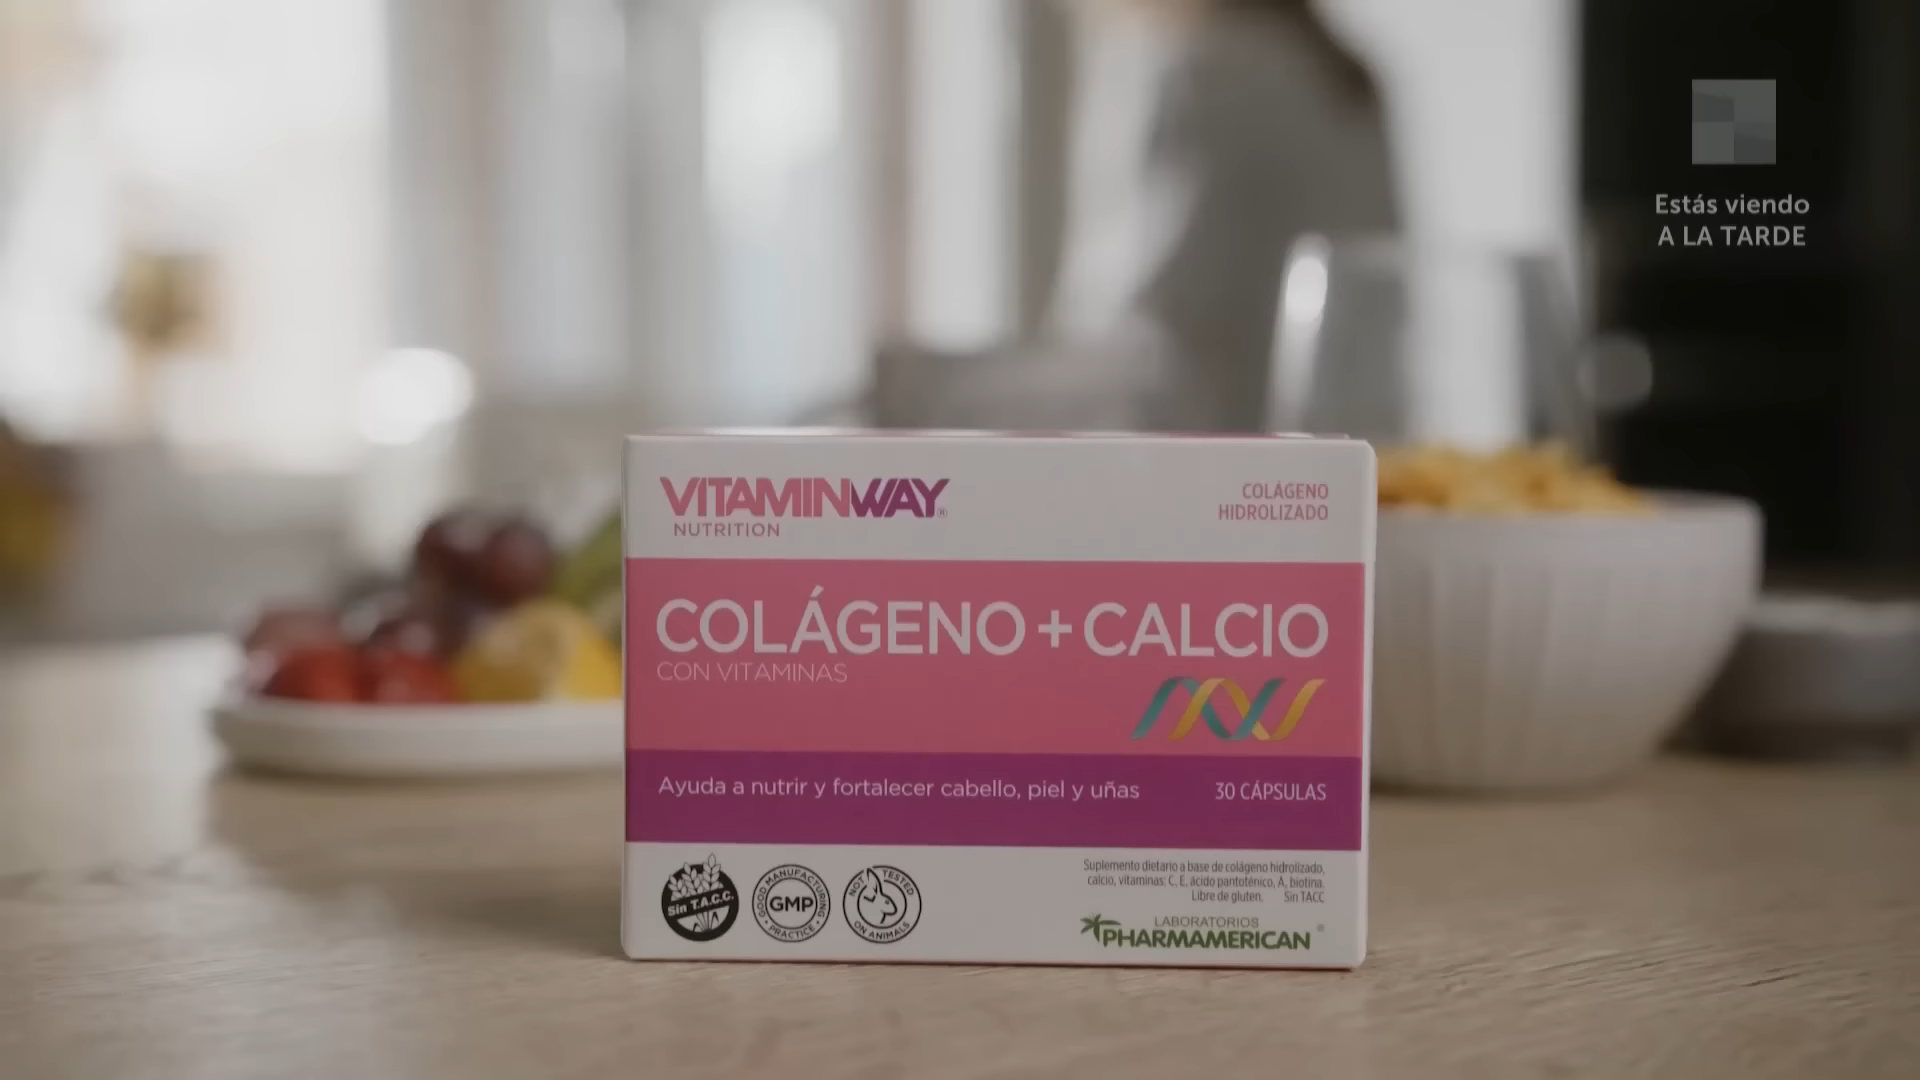 Estás viendo
A LA TARDE
VITAMINWAY®
NUTRITION
COLÁGENO
HIDROLIZADO
COLÁGENO + CALCIO
CON VITAMINAS
Ayuda a nutrir y fortalecer cabello, piel y uñas
30 CÁPSULAS
Sin T.A.C.C.
GOOD MANUFACTURING
GMP
PRACTICE
NOT TESTED
ON ANIMALS
Suplemento dietario a base de colágeno hidrolizado,
calcio, vitaminas: C, E, ácido pantoténico, A, biotina.
Libre de gluten. Sin TACC
LABORATORIOS
PHARMAMERICAN®